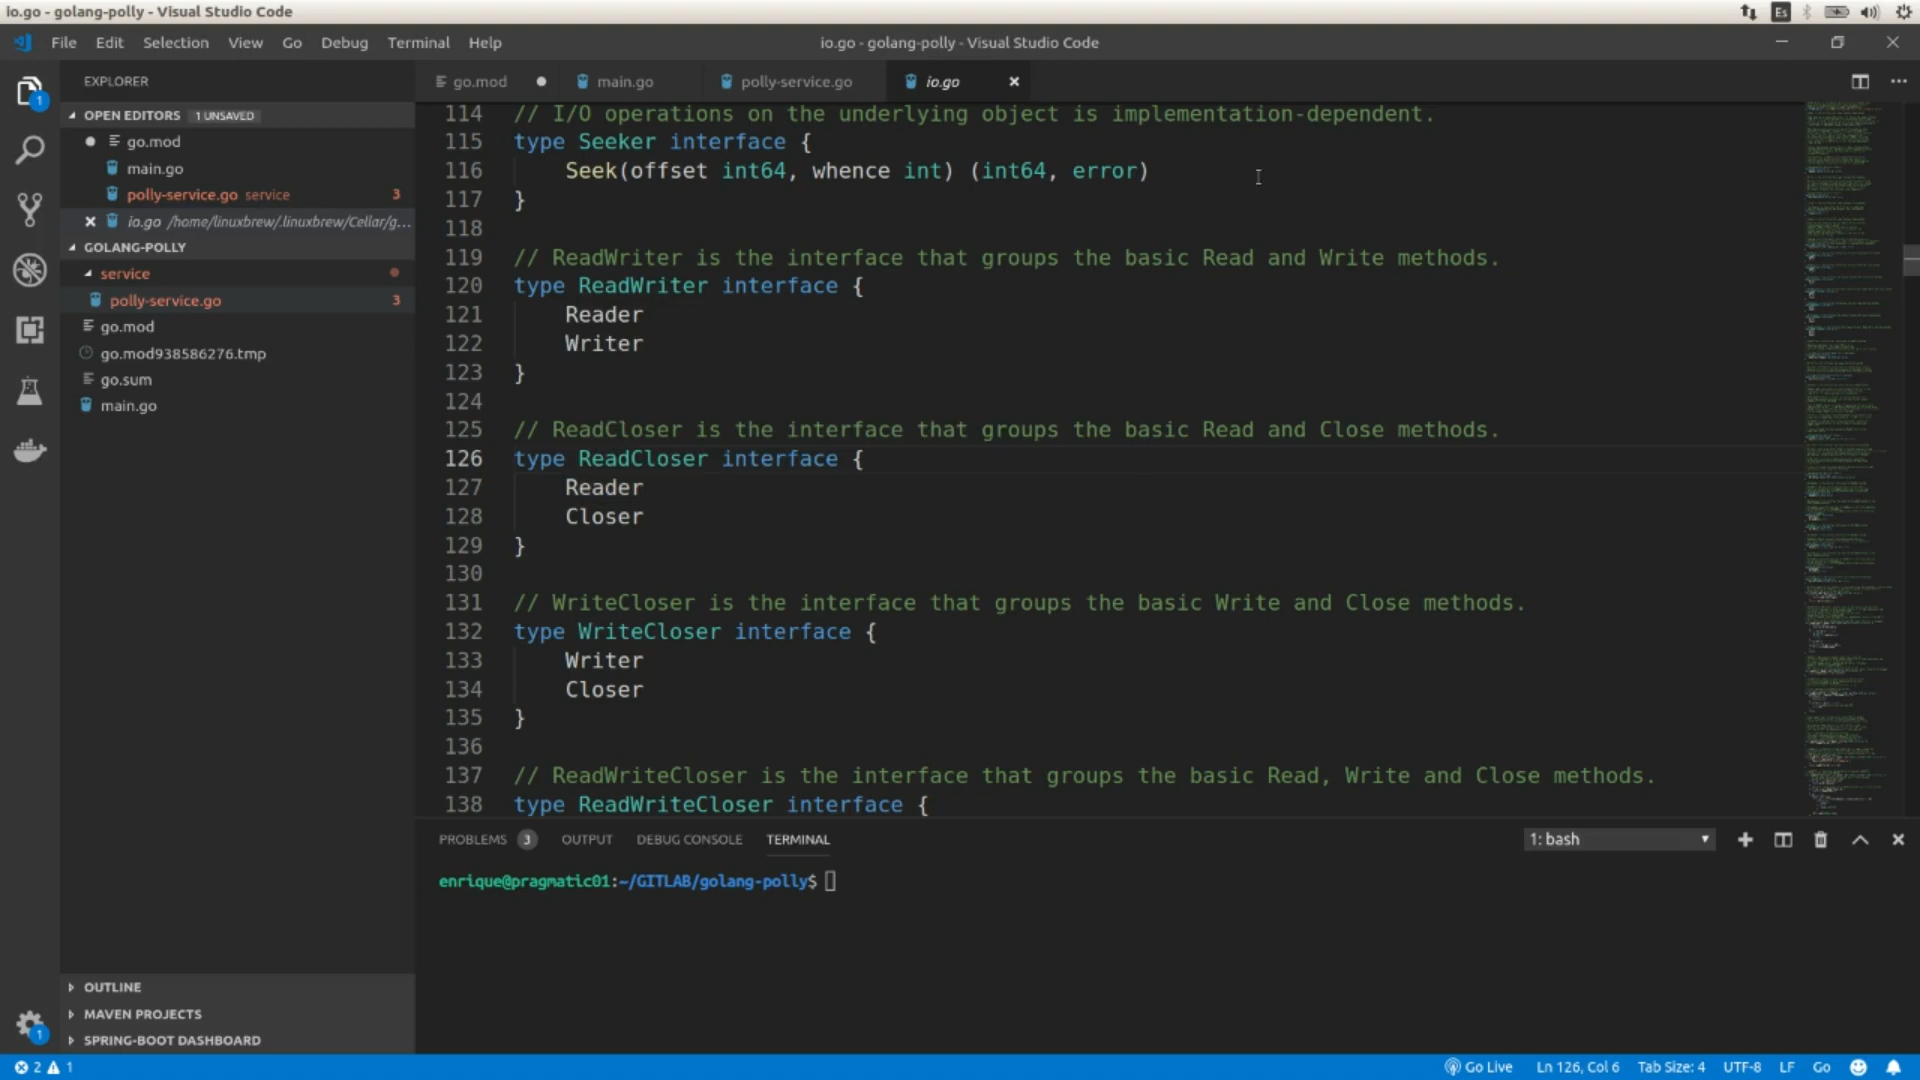 io.go - golang-polly - Visual Studio Code
Es
File Edit Selection View Go Debug Terminal Help
io.go - golang-polly - Visual Studio Code
EXPLORER
go.mod
main.go
polly-service.go
io.go
OPEN EDITORS 1 UNSAVED
go.mod
main.go
polly-service.go service 3
io.go /home/linuxbrew/.linuxbrew/Cellar/g...
GOLANG-POLLY
service
polly-service.go 3
go.mod
go.mod938586276.tmp
go.sum
main.go
OUTLINE
MAVEN PROJECTS
SPRING-BOOT DASHBOARD
1
1
114 // I/O operations on the underlying object is implementation-dependent.
115 type Seeker interface {
116 Seek(offset int64, whence int) (int64, error)
117 }
118
119 // ReadWriter is the interface that groups the basic Read and Write methods.
120 type ReadWriter interface {
121 Reader
122 Writer
123 }
124
125 // ReadCloser is the interface that groups the basic Read and Close methods.
126 type ReadCloser interface {
127 Reader
128 Closer
129 }
130
131 // WriteCloser is the interface that groups the basic Write and Close methods.
132 type WriteCloser interface {
133 Writer
134 Closer
135 }
136
137 // ReadWriteCloser is the interface that groups the basic Read, Write and Close methods.
138 type ReadWriteCloser interface {
PROBLEMS 3 OUTPUT DEBUG CONSOLE TERMINAL
1: bash
enrique@pragmatic01:~/GITLAB/golang-polly$
2 1
Go Live Ln 126, Col 6 Tab Size: 4 UTF-8 LF Go